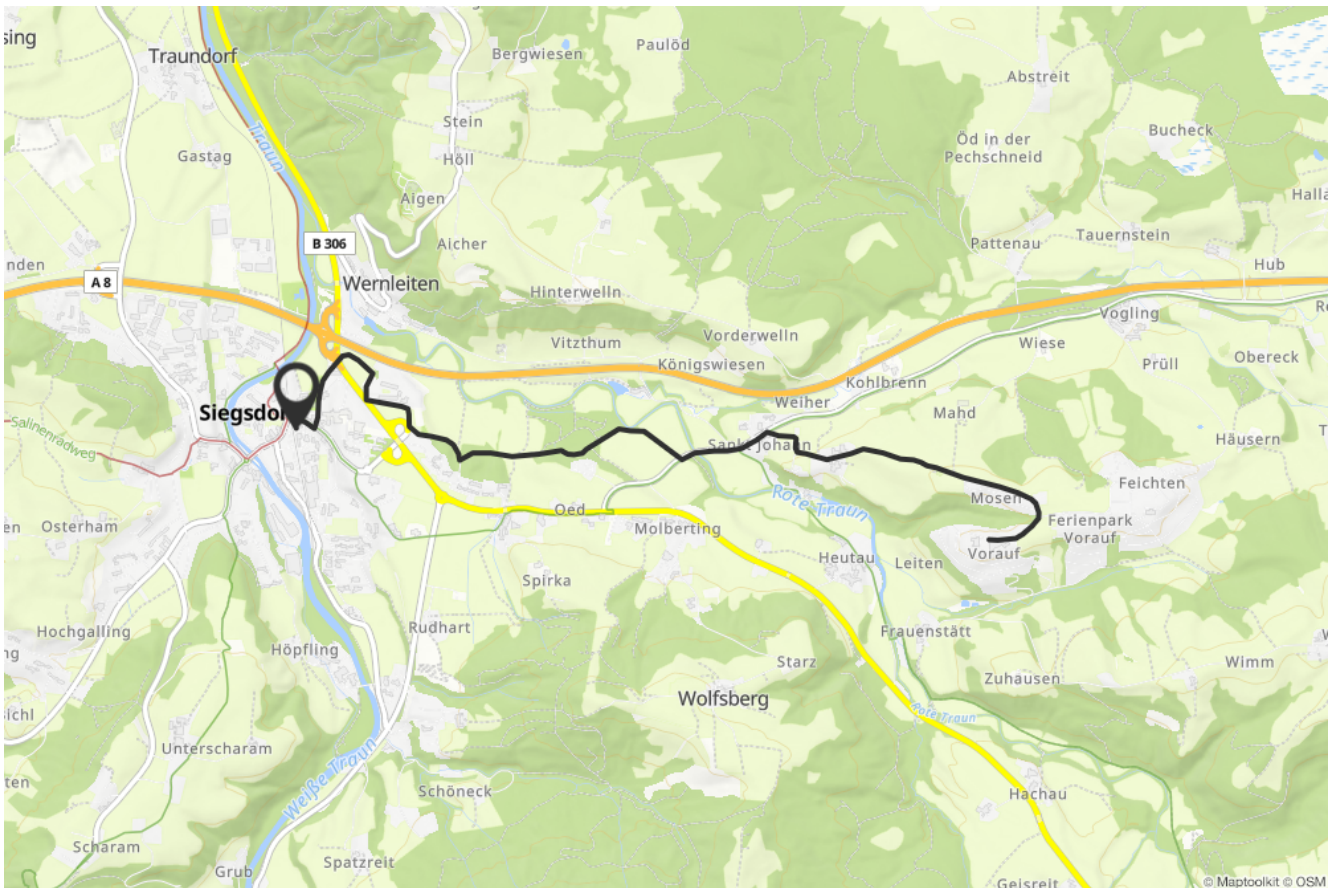 sing
Traundorf
Bergwiesen
Paulöd
Abstreit
Stein
Traun
Bucheck
Gastag
Höll
Öd in der
Pechschneid
Aigen
B 306
Aicher
Pattenau
Tauernstein
nden
A 8
Wernleiten
Hinterwelln
Hub
Vitzthum
Vorderwelln
Vogling
Königswiesen
Wiese
Prüll
Obereck
Kohlbrenn
Siegsdor
Weiher
Mahd
Salinenradweg
Sankt Johann
Häusern
Rote Traun
Mosen
Feichten
en
Osterham
Oed
Molberting
Ferienpark
Vorauf
Vorauf
Heutau
Leiten
Spirka
Hochgalling
Rudhart
Frauenstätt
ng
Höpfling
Starz
Wimm
Zuhausen
Wolfsberg
Rote Traun
Unterscharam
Weiße Traun
Schöneck
Hachau
ten
Scharam
Spatzreit
Grub
Geisreit
© Maptoolkit © OSM